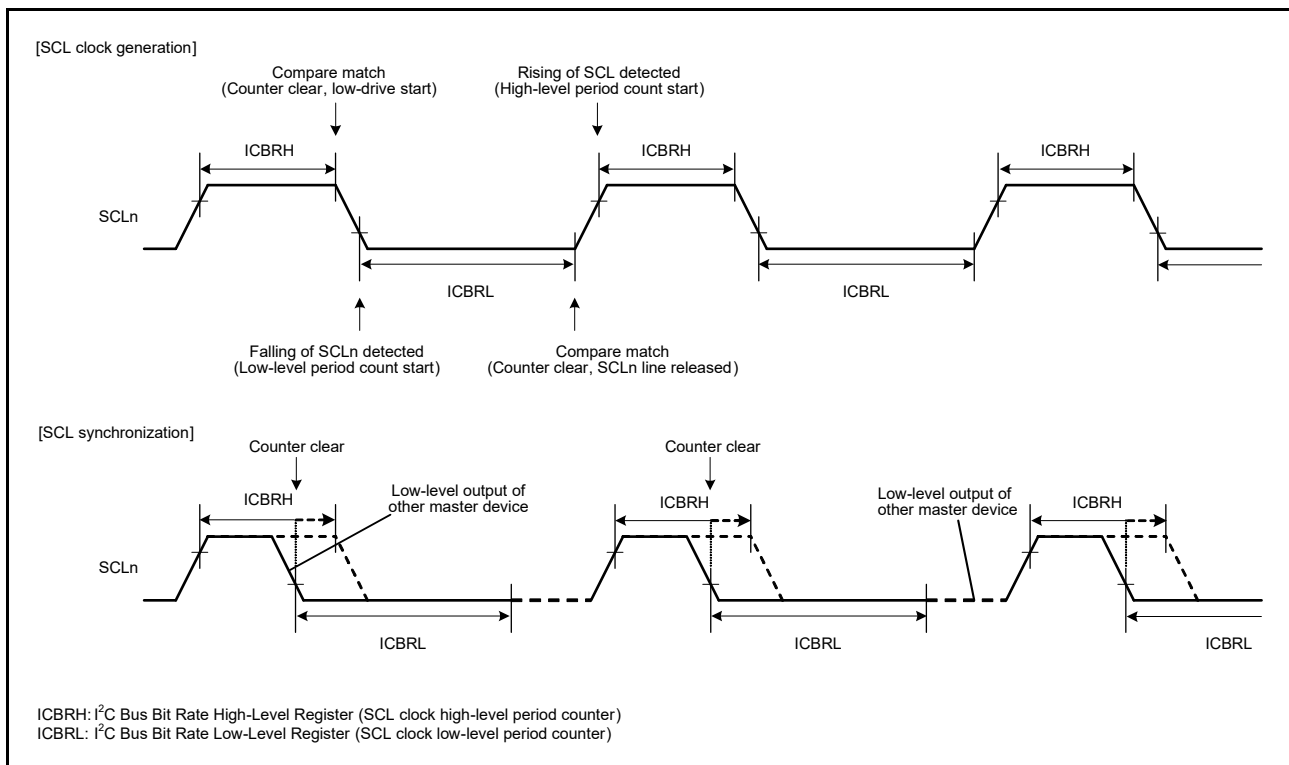 [SCL clock generation]
Compare match
(Counter clear, low-drive start)
Rising of SCL detected
(High-level period count start)
ICBRH
ICBRH
ICBRH
SCLn
ICBRL
ICBRL
Falling of SCLn detected
(Low-level period count start)
Compare match
(Counter clear, SCLn line released)
[SCL synchronization]
Counter clear
Counter clear
ICBRH
Low-level output of
other master device
ICBRH
Low-level output of
other master device
ICBRH
SCLn
ICBRL
ICBRL
ICBRL
ICBRH: I²C Bus Bit Rate High-Level Register (SCL clock high-level period counter)
ICBRL: I²C Bus Bit Rate Low-Level Register (SCL clock low-level period counter)